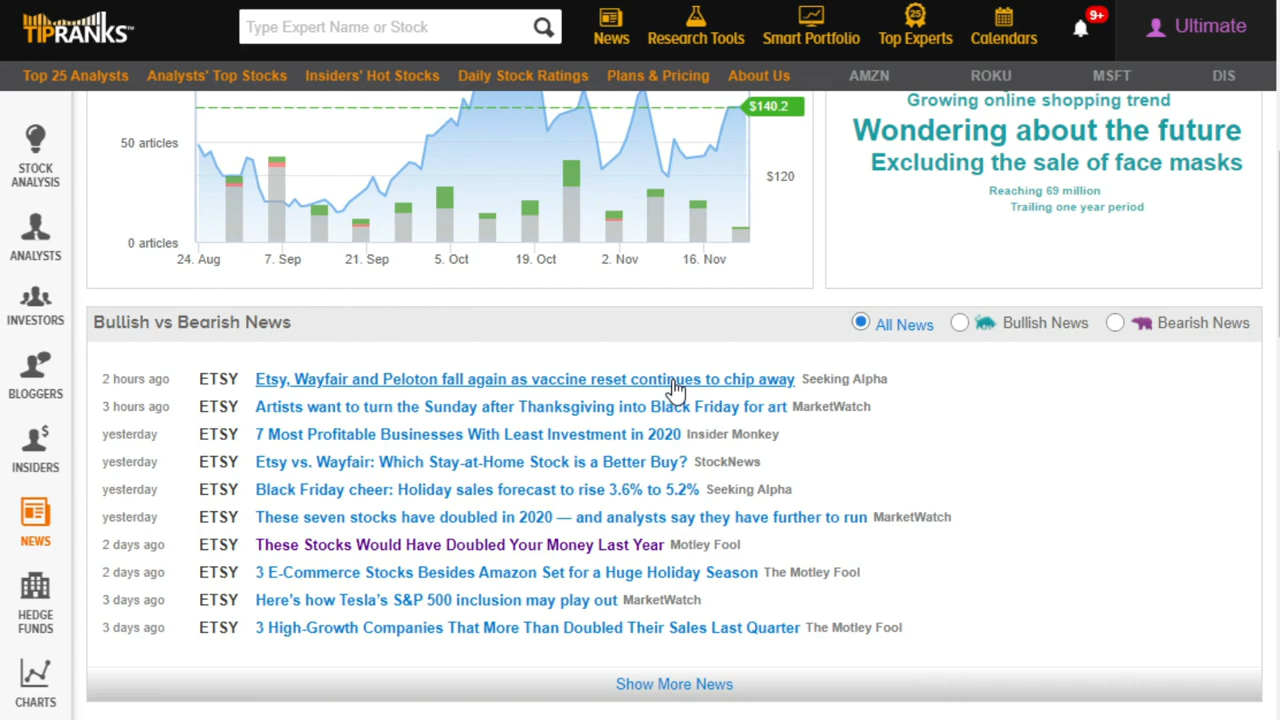 TIPRANKS
Type Expert Name or Stock
News
Research Tools
Smart Portfolio
25
Top Experts
Calendars
9+
Ultimate
Top 25 Analysts
Analysts' Top Stocks
Insiders' Hot Stocks
Daily Stock Ratings
Plans & Pricing
About Us
AMZN
ROKU
MSFT
DIS
STOCK
ANALYSIS
ANALYSTS
INVESTORS
BLOGGERS
INSIDERS
NEWS
HEDGE
FUNDS
CHARTS
50 articles
0 articles
$140.2
$120
24. Aug
7. Sep
21. Sep
5. Oct
19. Oct
2. Nov
16. Nov
Growing online shopping trend
Wondering about the future
Excluding the sale of face masks
Reaching 69 million
Trailing one year period
Bullish vs Bearish News
All News
Bullish News
Bearish News
2 hours ago ETSY Etsy, Wayfair and Peloton fall again as vaccine reset continues to chip away Seeking Alpha
3 hours ago ETSY Artists want to turn the Sunday after Thanksgiving into Black Friday for art MarketWatch
yesterday ETSY 7 Most Profitable Businesses With Least Investment in 2020 Insider Monkey
yesterday ETSY Etsy vs. Wayfair: Which Stay-at-Home Stock is a Better Buy? StockNews
yesterday ETSY Black Friday cheer: Holiday sales forecast to rise 3.6% to 5.2% Seeking Alpha
yesterday ETSY These seven stocks have doubled in 2020 — and analysts say they have further to run MarketWatch
2 days ago ETSY These Stocks Would Have Doubled Your Money Last Year Motley Fool
2 days ago ETSY 3 E-Commerce Stocks Besides Amazon Set for a Huge Holiday Season The Motley Fool
3 days ago ETSY Here's how Tesla's S&P 500 inclusion may play out MarketWatch
3 days ago ETSY 3 High-Growth Companies That More Than Doubled Their Sales Last Quarter The Motley Fool
Show More News